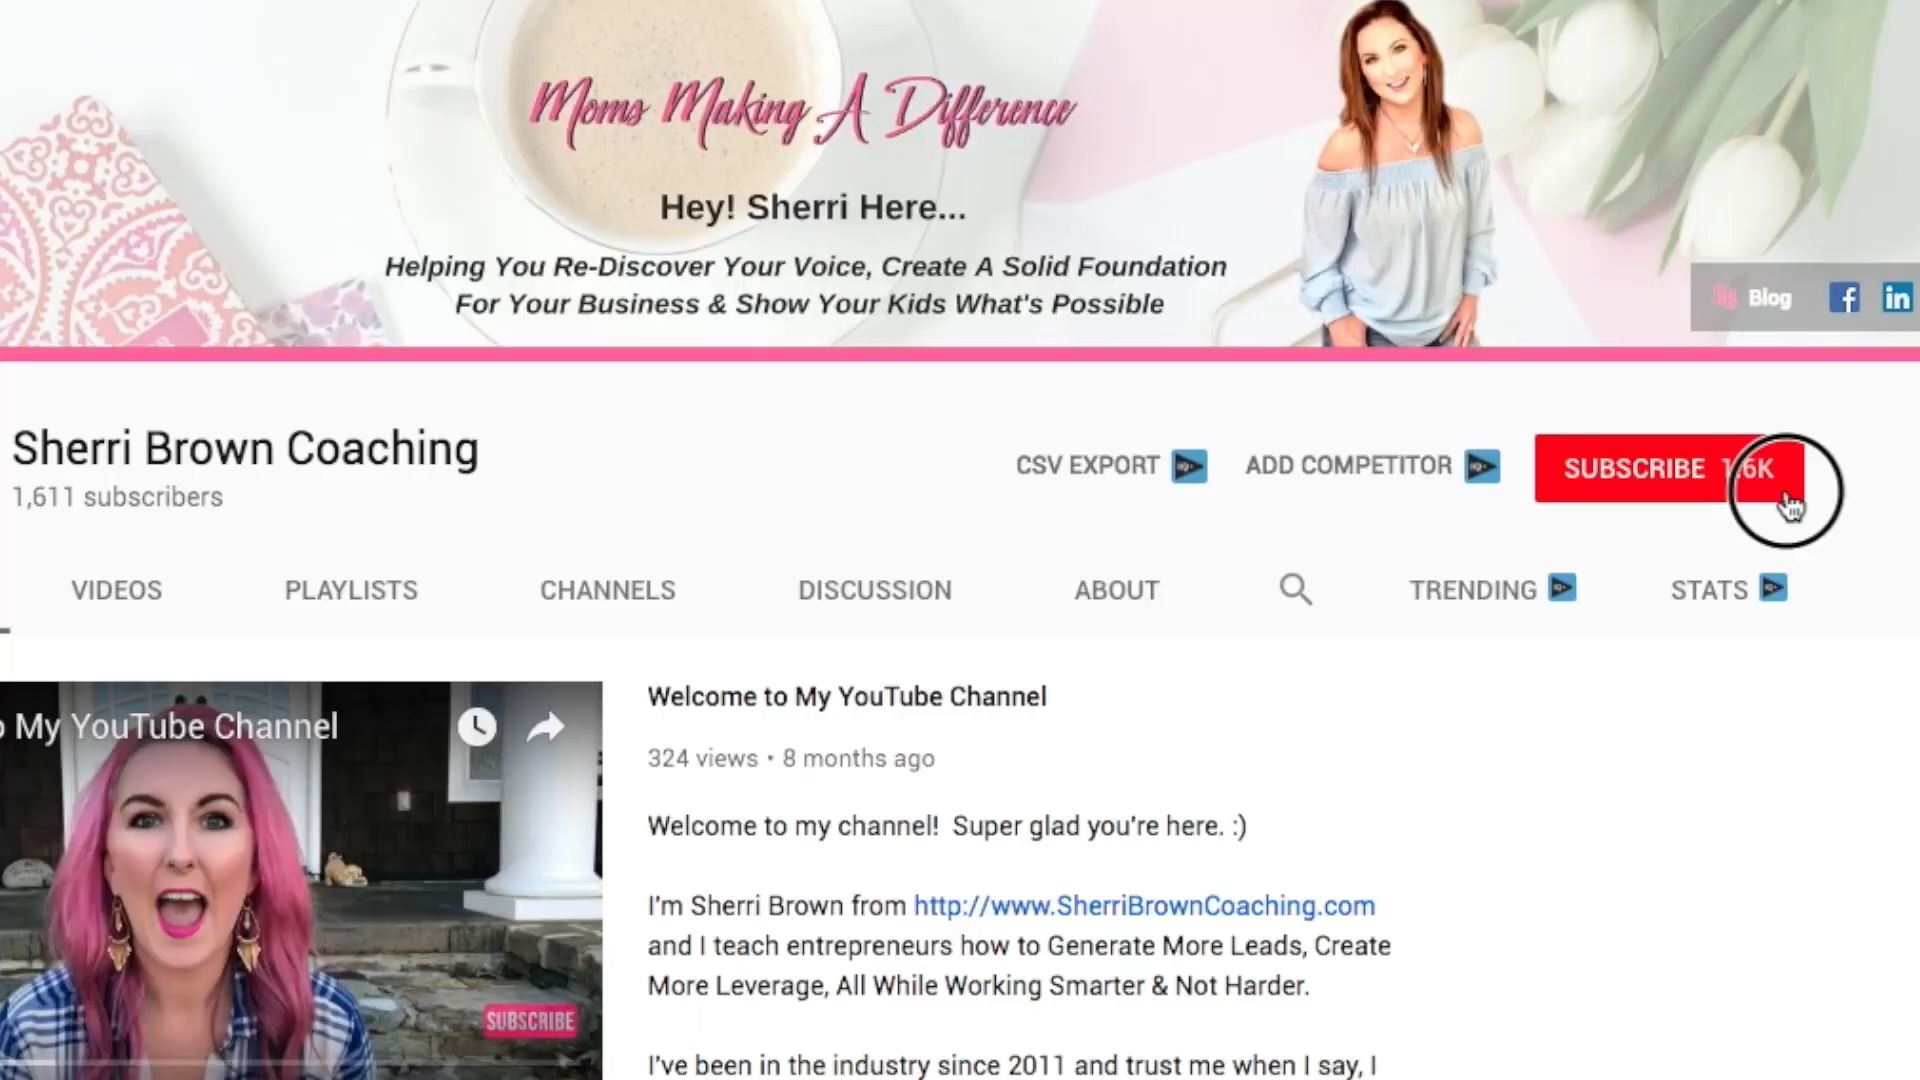 Moms Making A Difference
Hey! Sherri Here...
Helping You Re-Discover Your Voice, Create A Solid Foundation
For Your Business & Show Your Kids What's Possible
Blog
Sherri Brown Coaching
1,611 subscribers
CSV EXPORT
ADD COMPETITOR
SUBSCRIBE 1.6K
VIDEOS
PLAYLISTS
CHANNELS
DISCUSSION
ABOUT
TRENDING
STATS
My YouTube Channel
SUBSCRIBE
Welcome to My YouTube Channel
324 views • 8 months ago
Welcome to my channel!  Super glad you're here. :)
I'm Sherri Brown from http://www.SherriBrownCoaching.com
and I teach entrepreneurs how to Generate More Leads, Create
More Leverage, All While Working Smarter & Not Harder.
I've been in the industry since 2011 and trust me when I say, I